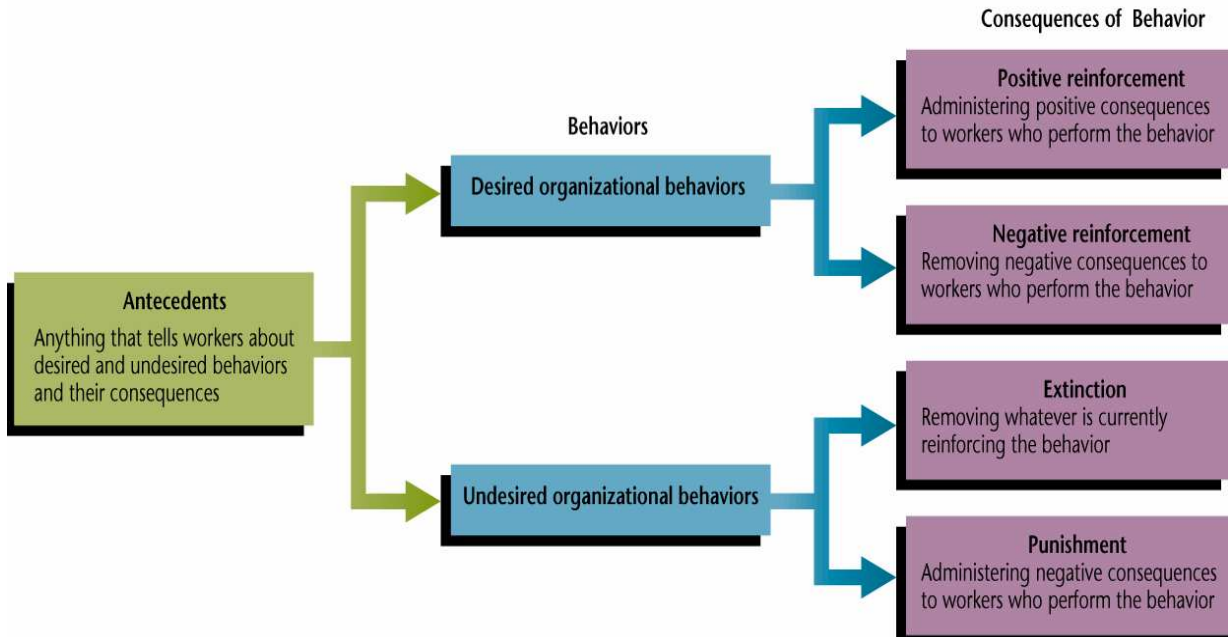 Consequences of Behavior
Positive reinforcement
Administering positive consequences
to workers who perform the behavior
Behaviors
Desired organizational behaviors
Negative reinforcement
Removing negative consequences to
workers who perform the behavior
Antecedents
Anything that tells workers about
desired and undesired behaviors
and their consequences
Extinction
Removing whatever is currently
reinforcing the behavior
Undesired organizational behaviors
Punishment
Administering negative consequences
to workers who perform the behavior